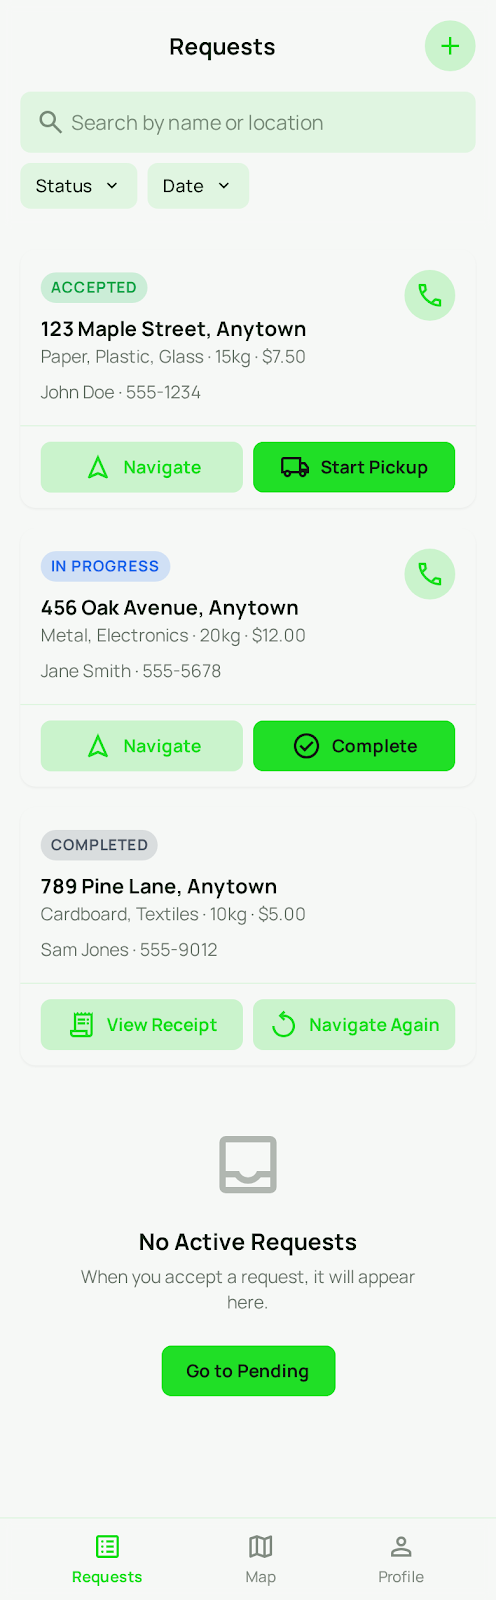 Requests
Search by name or location
Status
Date
ACCEPTED
123 Maple Street, Anytown
Paper, Plastic, Glass · 15kg · $7.50
John Doe · 555-1234
Navigate
Start Pickup
IN PROGRESS
456 Oak Avenue, Anytown
Metal, Electronics · 20kg · $12.00
Jane Smith · 555-5678
Navigate
Complete
COMPLETED
789 Pine Lane, Anytown
Cardboard, Textiles · 10kg · $5.00
Sam Jones · 555-9012
View Receipt
Navigate Again
No Active Requests
When you accept a request, it will appear
here.
Go to Pending
Requests
Map
Profile